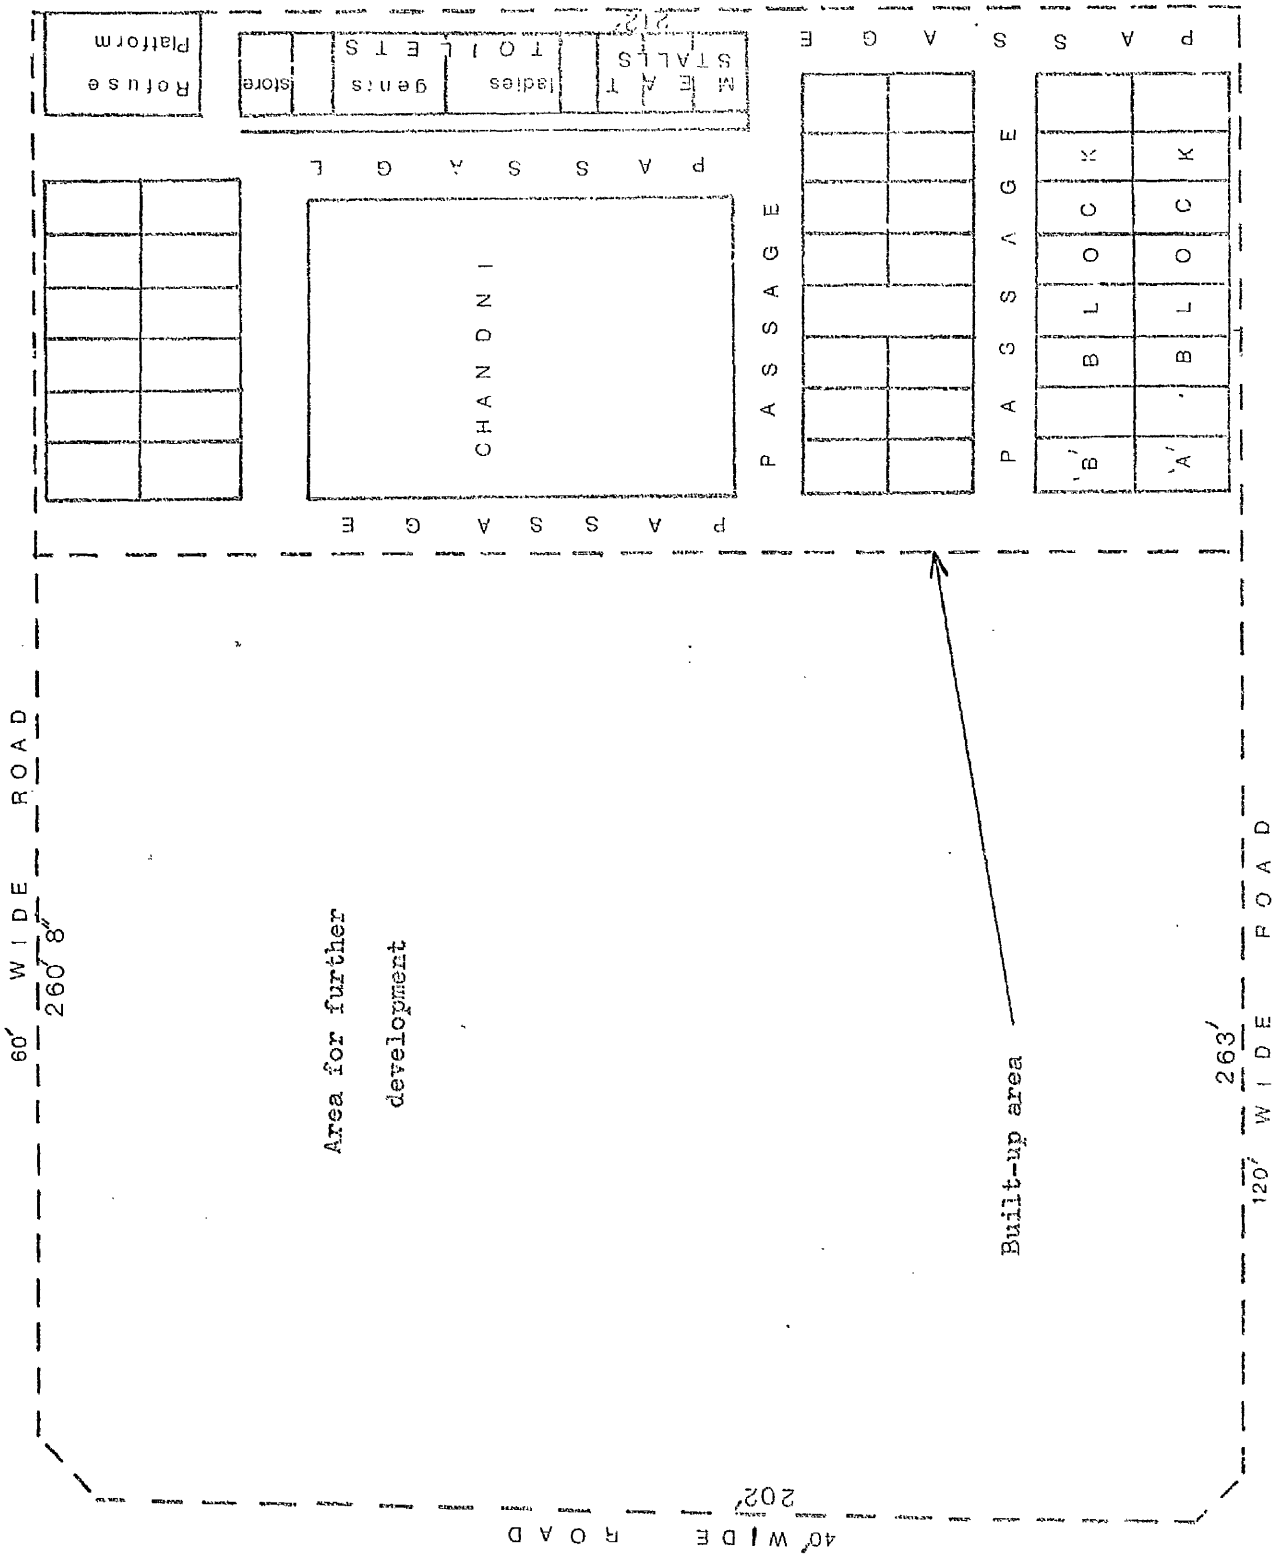 212'
Refuse
Platform
store
gents
ladies
TOILETS
MEAT
STALLS
PASSAGE
PASSAGE
CHANDNI
PASSAGE
PASSAGE
PASSAGE
'B' BLOCK
'A' BLOCK
60' WIDE ROAD
260' 8"
Area for further
development
Built-up area
263'
120' WIDE ROAD
202'
40' WIDE ROAD